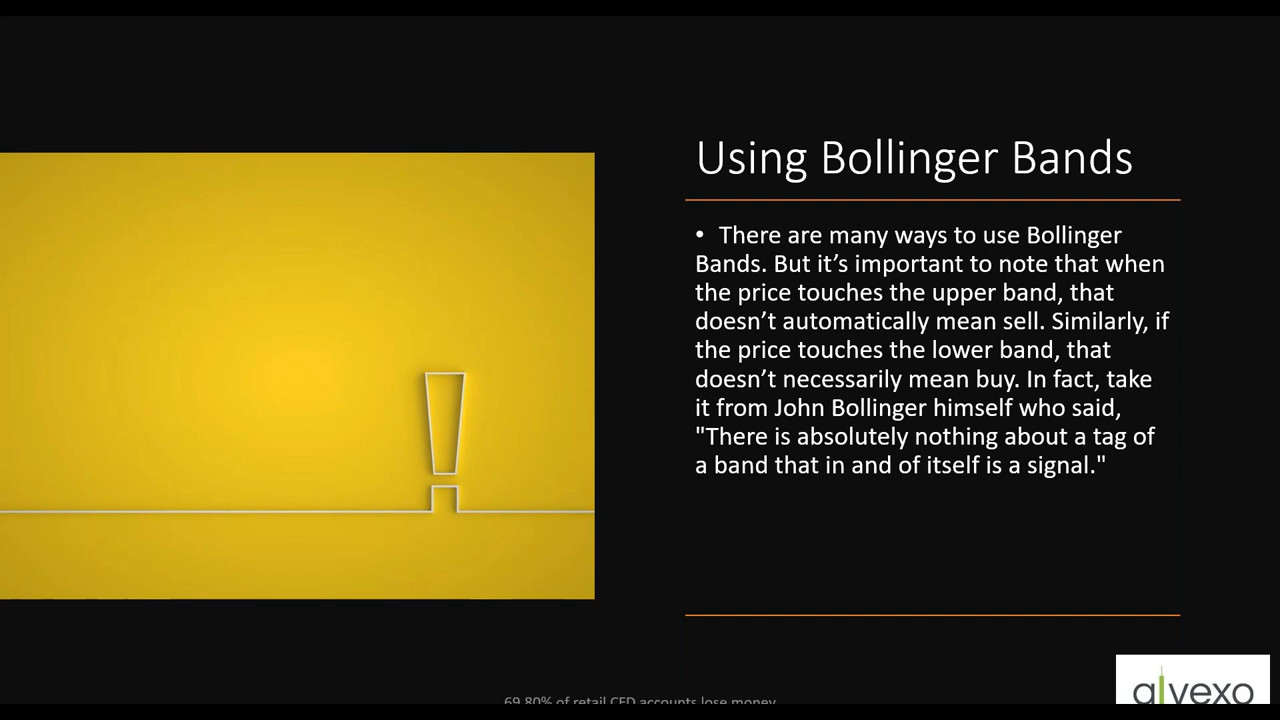 Using Bollinger Bands
• There are many ways to use Bollinger
Bands. But it’s important to note that when
the price touches the upper band, that
doesn’t automatically mean sell. Similarly, if
the price touches the lower band, that
doesn’t necessarily mean buy. In fact, take
it from John Bollinger himself who said,
"There is absolutely nothing about a tag of
a band that in and of itself is a signal."
69.80% of retail CFD accounts lose money
alvexo